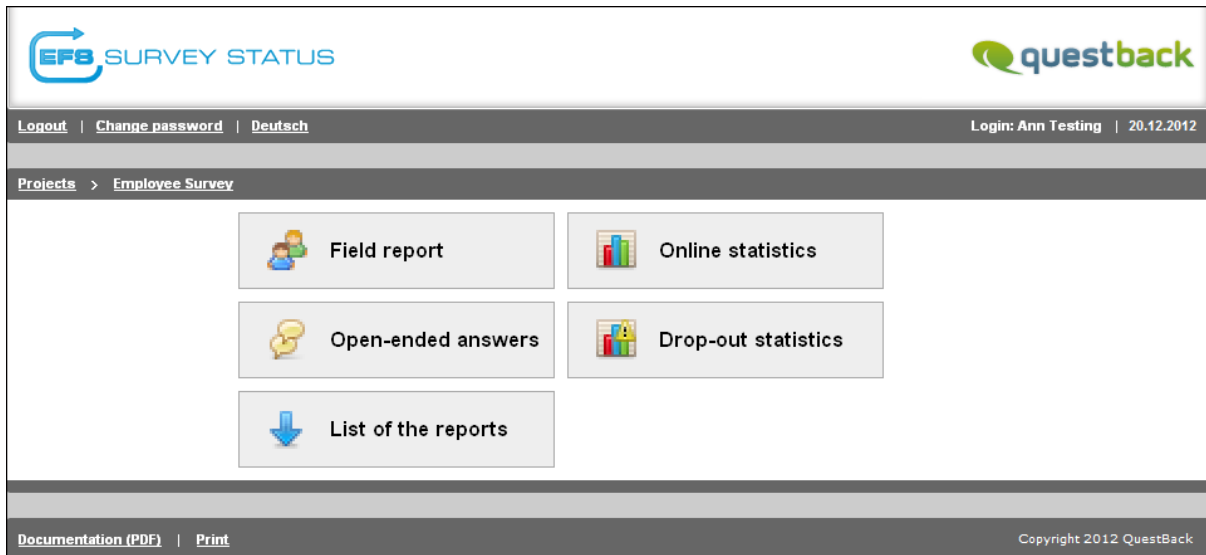 EFS SURVEY STATUS
questback
Logout | Change password | Deutsch
Login: Ann Testing | 20.12.2012
Projects > Employee Survey
Field report
Online statistics
Open-ended answers
Drop-out statistics
List of the reports
Documentation (PDF) | Print
Copyright 2012 QuestBack